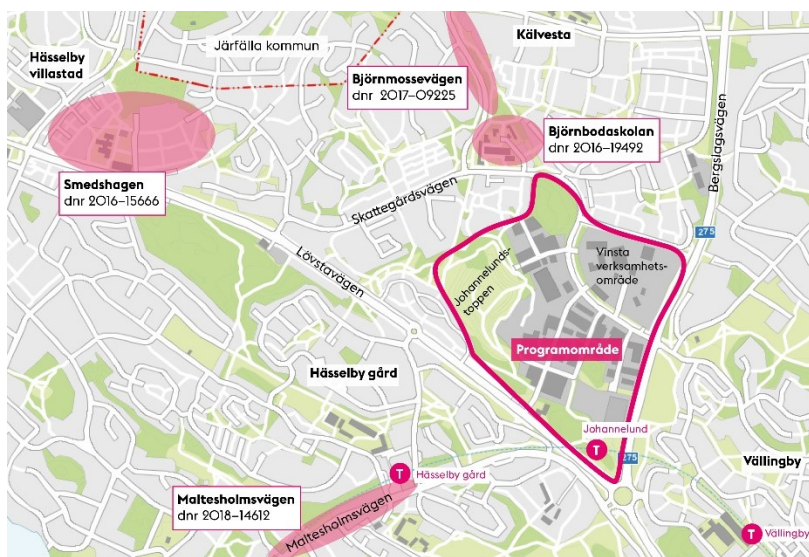 Hässelby
villastad
Järfälla kommun
Kälvesta
Björnmossevägen
dnr 2017–09225
Björnbodaskolan
dnr 2016–19492
Bergslagsvägen
Smedshagen
dnr 2016–15666
Skattegårdsvägen
275
Lövstavägen
Johannelunds-
toppen
Vinsta
verksamhets-
område
Programområde
Hässelby gård
Johannelund
T
275
Vällingby
T
Hässelby gård
Maltesholmsvägen
dnr 2018–14612
Maltesholmsvägen
T
Vällingby